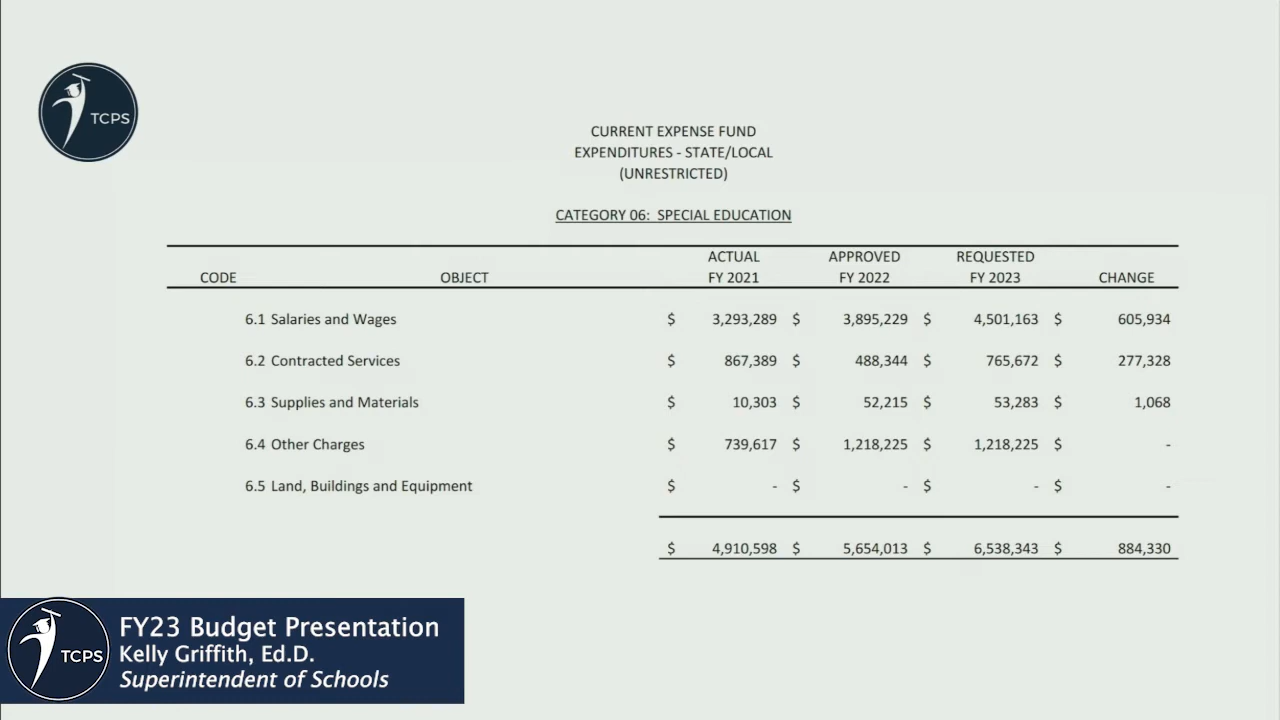 TCPS
CURRENT EXPENSE FUND
EXPENDITURES - STATE/LOCAL
(UNRESTRICTED)
CATEGORY 06: SPECIAL EDUCATION
ACTUAL APPROVED REQUESTED
CODE OBJECT FY 2021 FY 2022 FY 2023 CHANGE
6.1 Salaries and Wages $ 3,293,289 $ 3,895,229 $ 4,501,163 $ 605,934
6.2 Contracted Services $ 867,389 $ 488,344 $ 765,672 $ 277,328
6.3 Supplies and Materials $ 10,303 $ 52,215 $ 53,283 $ 1,068
6.4 Other Charges $ 739,617 $ 1,218,225 $ 1,218,225 $ -
6.5 Land, Buildings and Equipment $ - $ - $ - $ -
$ 4,910,598 $ 5,654,013 $ 6,538,343 $ 884,330
TCPS
FY23 Budget Presentation
Kelly Griffith, Ed.D.
Superintendent of Schools